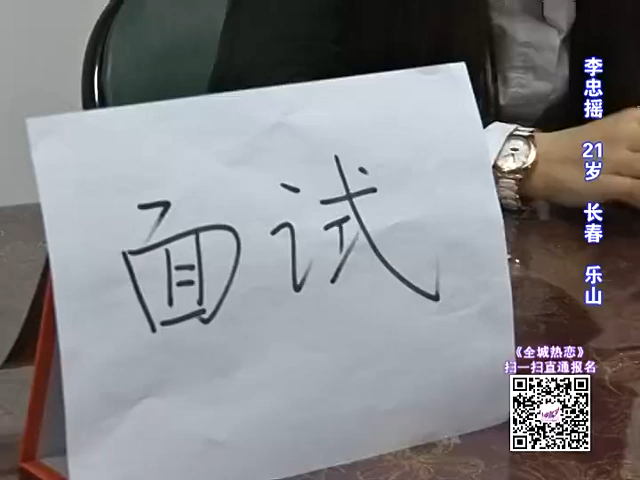 面试
李忠摇 21岁 长春 乐山
《全城热恋》
扫一扫直通报名